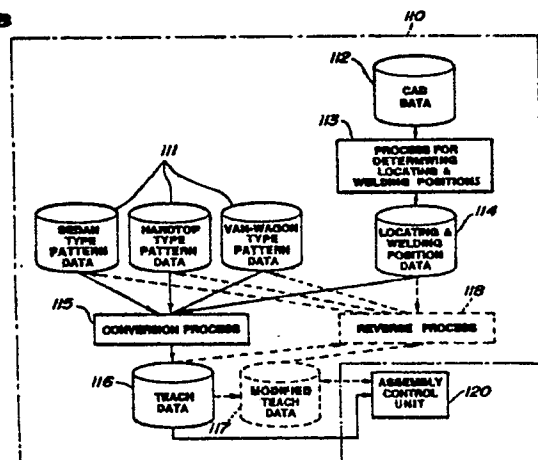 110
112
CAD
DATA
113
PROCESS FOR
DETERMINING
LOCATING &
WELDING POSITIONS
111
SEDAN
TYPE
PATTERN
DATA
HARDTOP
TYPE
PATTERN
DATA
VAN-WAGON
TYPE
PATTERN
DATA
LOCATING &
WELDING
POSITION
DATA
114
115
CONVERSION PROCESS
118
REVERSE PROCESS
116
TEACH
DATA
MODIFIED
TEACH
DATA
117
ASSEMBLY
CONTROL
UNIT
120